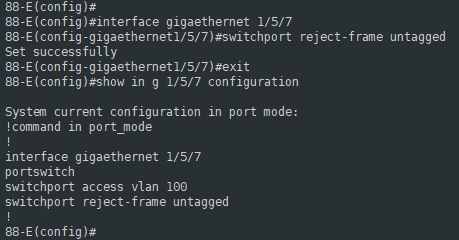 88-E(config)#
88-E(config)#interface gigaethernet 1/5/7
88-E(config-gigaethernet1/5/7)#switchport reject-frame untagged
Set successfully
88-E(config-gigaethernet1/5/7)#exit
88-E(config)#show in g 1/5/7 configuration

System current configuration in port mode:
!command in port_mode
!
interface gigaethernet 1/5/7
portswitch
switchport access vlan 100
switchport reject-frame untagged
!
88-E(config)#